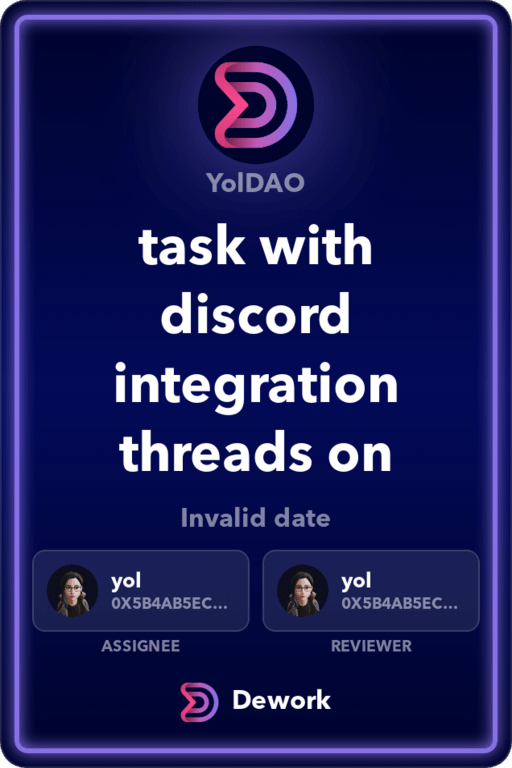 YolDAO
task with
discord
integration
threads on
Invalid date
yol
0X5B4AB5EC...
yol
0X5B4AB5EC...
ASSIGNEE
REVIEWER
Dework